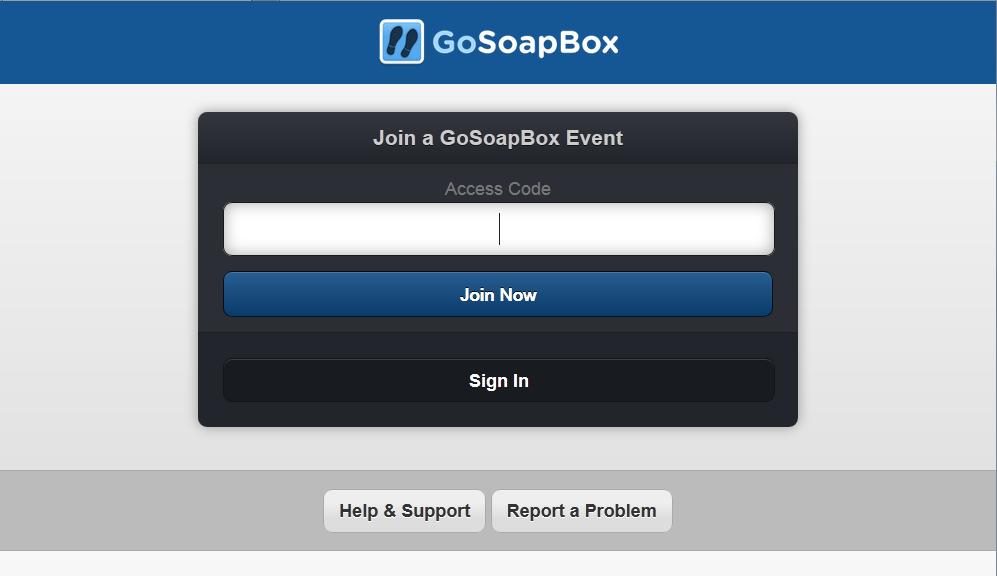 GoSoapBox
Join a GoSoapBox Event
Access Code
Join Now
Sign In
Help & Support
Report a Problem